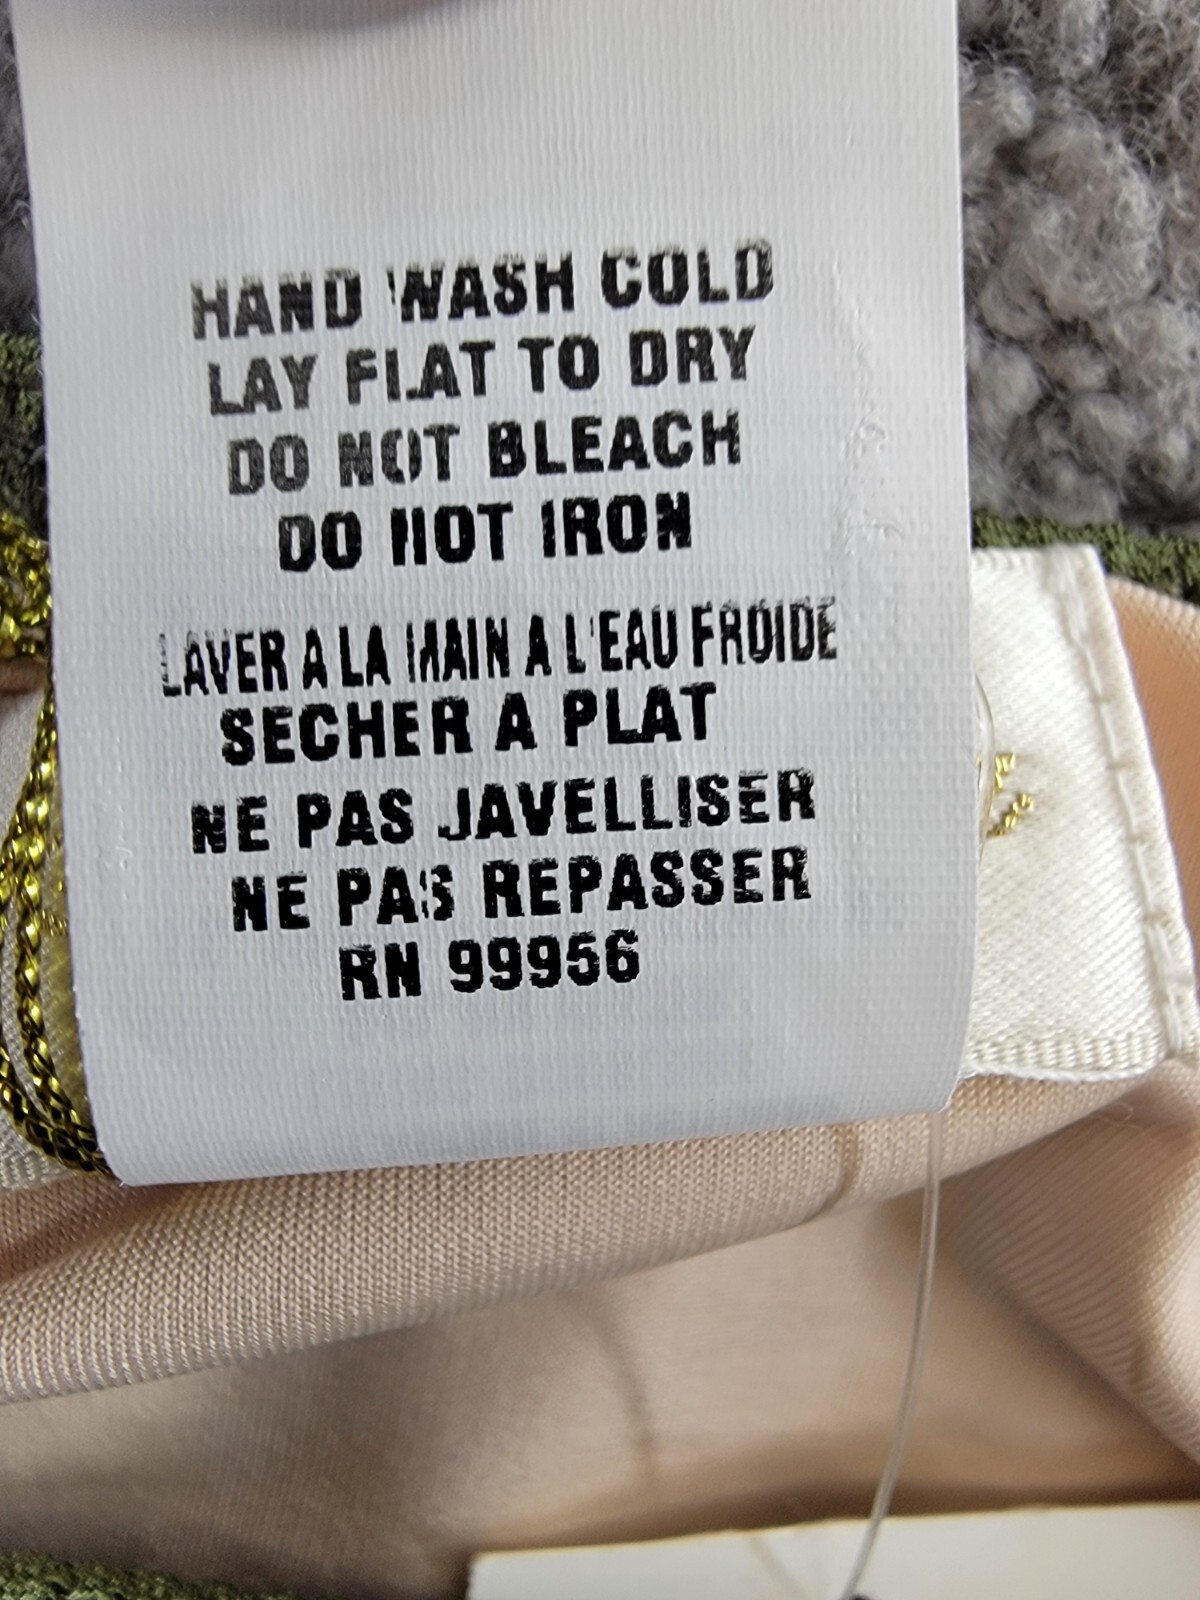 HAND WASH COLD
LAY FLAT TO DRY
DO NOT BLEACH
DO NOT IRON
LAVER A LA MAIN A L'EAU FROIDE
SECHER A PLAT
NE PAS JAVELLISER
NE PAS REPASSER
RN 99956